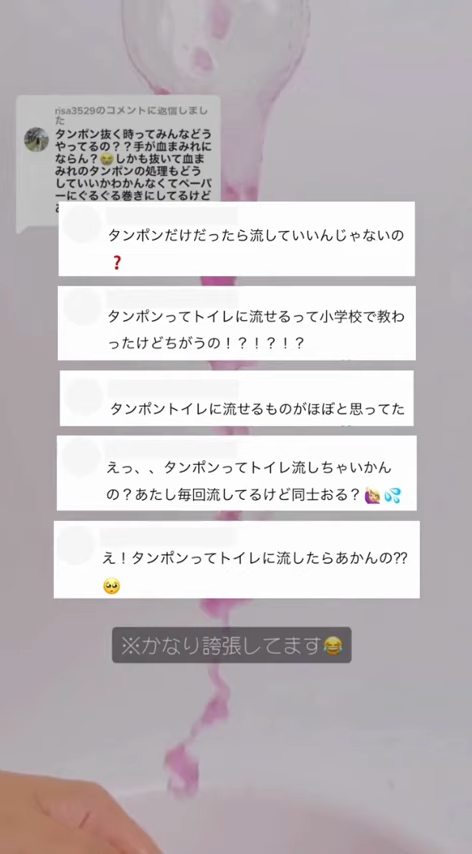 risa3529のコメントに返信しまし
た
タンポン抜く時ってみんなどう
やってるの？？手が血まみれに
ならん？😭しかも抜いて血ま
みれのタンポンの処理もどう
していいかわかんなくてペーパ
ーにぐるぐる巻きにしてるけど
タンポンだけだったら流していいんじゃないの
❓
タンポンってトイレに流せるって小学校で教わ
ったけどちがうの！？！？！？
タンポントイレに流せるものがほぼと思ってた
えっ、、タンポンってトイレ流しちゃいかん
の？あたし毎回流してるけど同士おる？🙋💦
え！タンポンってトイレに流したらあかんの⁇
🥺
※かなり誇張してます😂